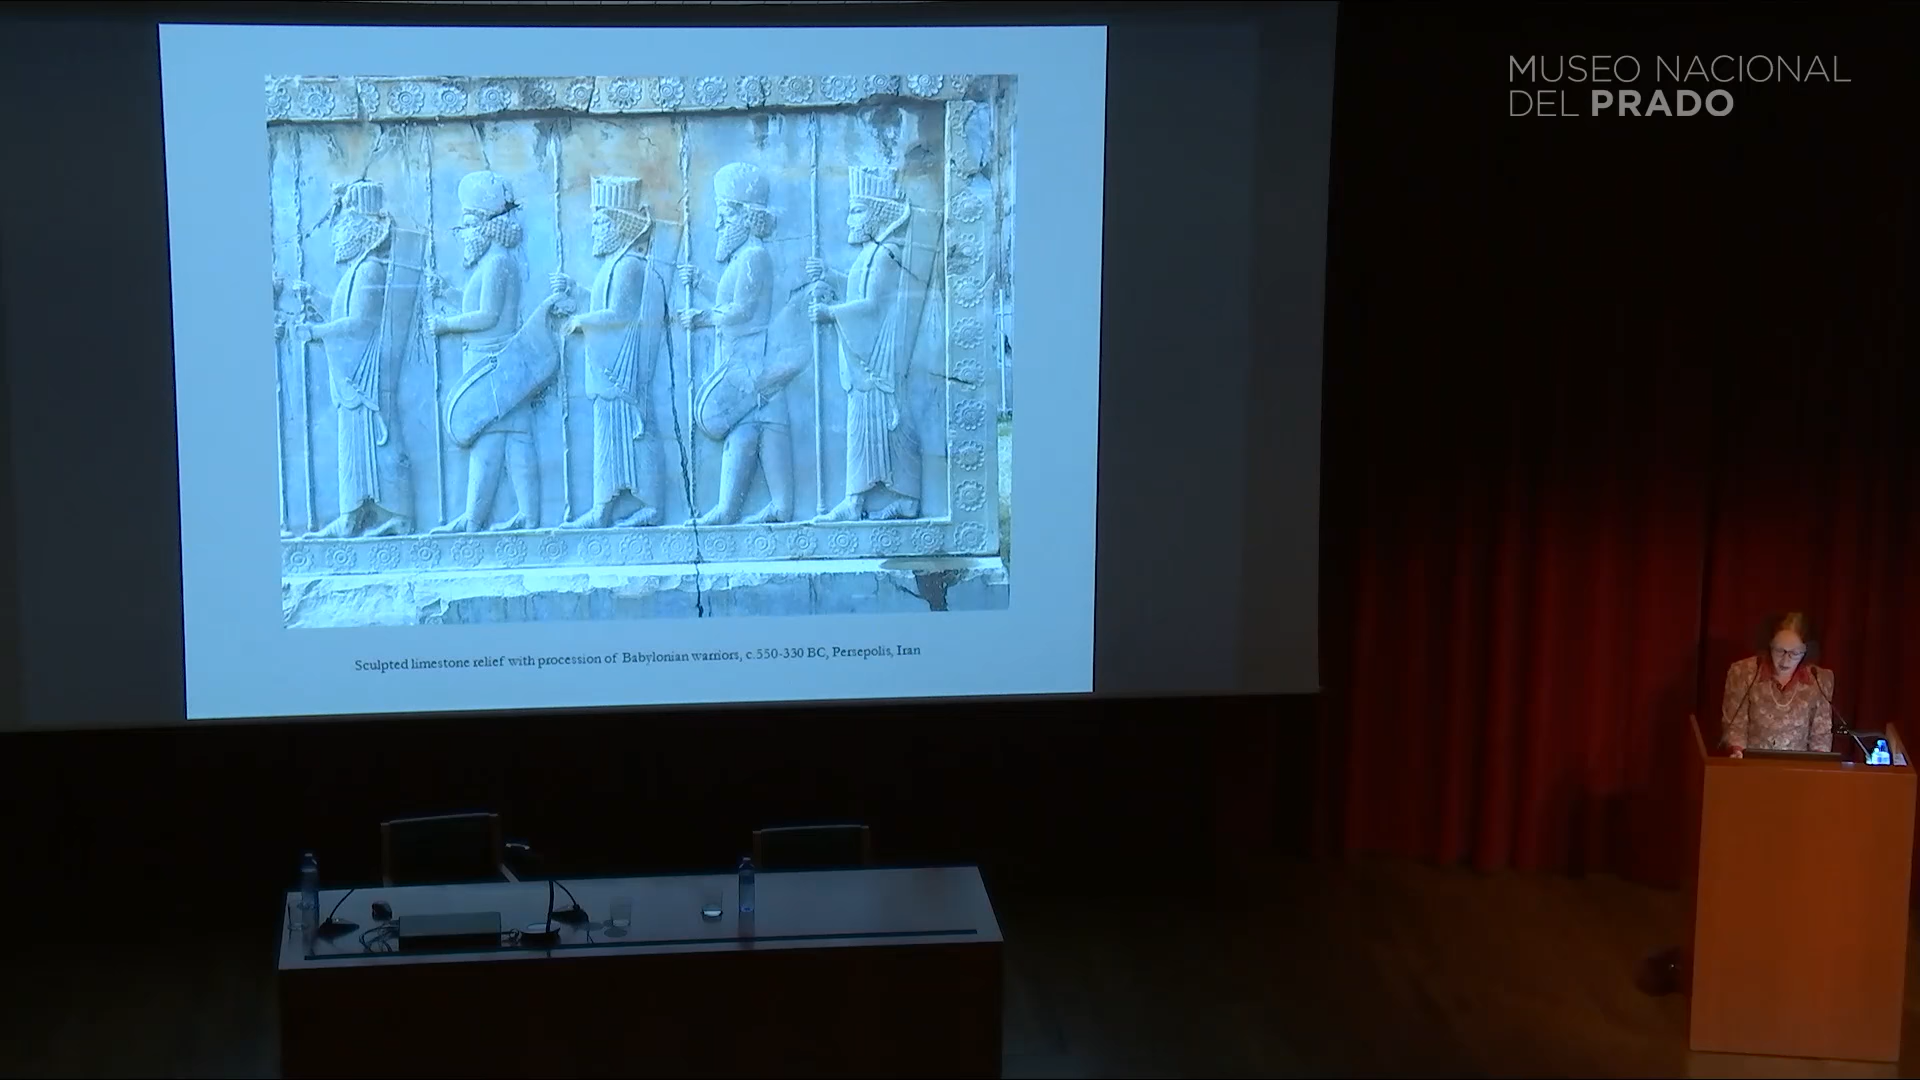 MUSEO NACIONAL
DEL PRADO
Sculpted limestone relief with procession of Babylonian warriors, c.550-330 BC, Persepolis, Iran